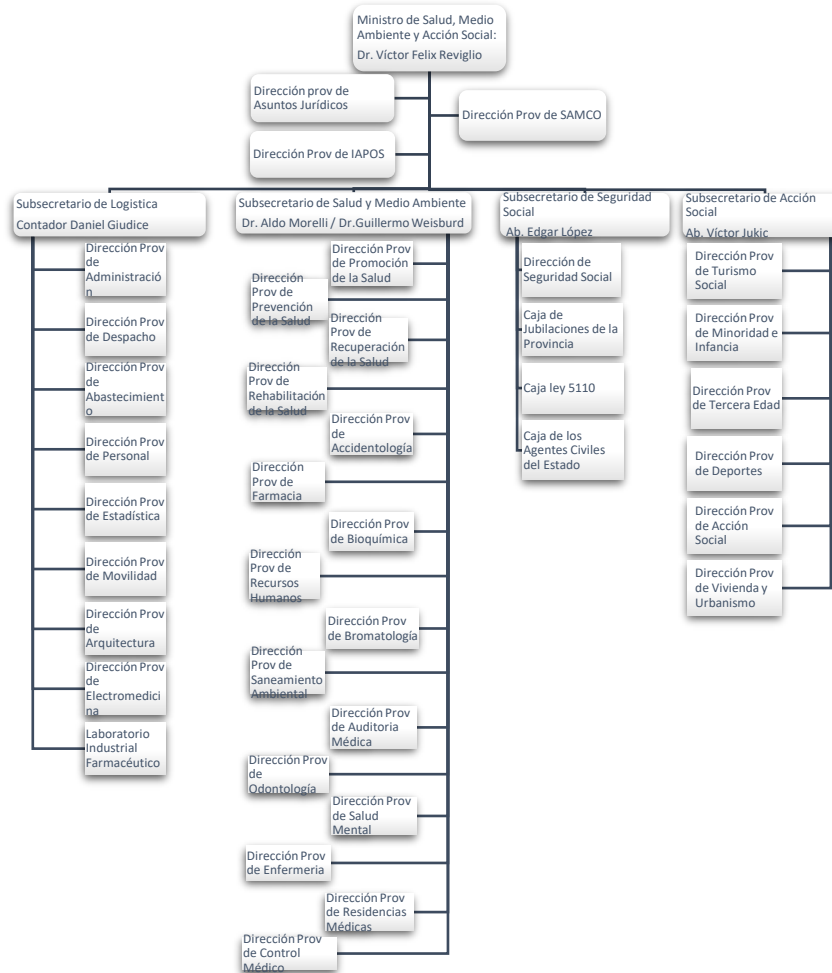 Ministro de Salud, Medio
Ambiente y Acción Social:
Dr. Víctor Felix Reviglio
Dirección prov de
Asuntos Jurídicos
Dirección Prov de SAMCO
Dirección Prov de IAPOS
Subsecretario de Logistica
Contador Daniel Giudice
Dirección Prov
de
Administració
n
Dirección Prov
de Despacho
Dirección Prov
de
Abastecimient
o
Dirección Prov
de Personal
Dirección Prov
de Estadística
Dirección Prov
de Movilidad
Dirección Prov
de
Arquitectura
Dirección Prov
de
Electromedici
na
Laboratorio
Industrial
Farmacéutico
Subsecretario de Salud y Medio Ambiente
Dr. Aldo Morelli / Dr.Guillermo Weisburd
Dirección Prov
de Promoción
de la Salud
Dirección
Prov de
Prevención
de la Salud
Dirección
Prov de
Recuperación
de la Salud
Dirección
Prov de
Rehabilitación
de la Salud
Dirección Prov
de
Accidentología
Dirección
Prov de
Farmacia
Dirección Prov
de Bioquímica
Dirección
Prov de
Recursos
Humanos
Dirección Prov
de Bromatología
Dirección
Prov de
Saneamiento
Ambiental
Dirección Prov
de Auditoria
Médica
Dirección Prov
de
Odontología
Dirección Prov
de Salud
Mental
Dirección Prov
de Enfermeria
Dirección Prov
de Residencias
Médicas
Dirección Prov
de Control
Médico
Subsecretario de Seguridad
Social
Ab. Edgar López
Dirección de
Seguridad Social
Caja de
Jubilaciones de la
Provincia
Caja ley 5110
Caja de los
Agentes Civiles
del Estado
Subsecretario de Acción
Social
Ab. Víctor Jukic
Dirección Prov
de Turismo
Social
Dirección Prov
de Minoridad e
Infancia
Dirección Prov
de Tercera Edad
Dirección Prov
de Deportes
Dirección Prov
de Acción
Social
Dirección Prov
de Vivienda y
Urbanismo